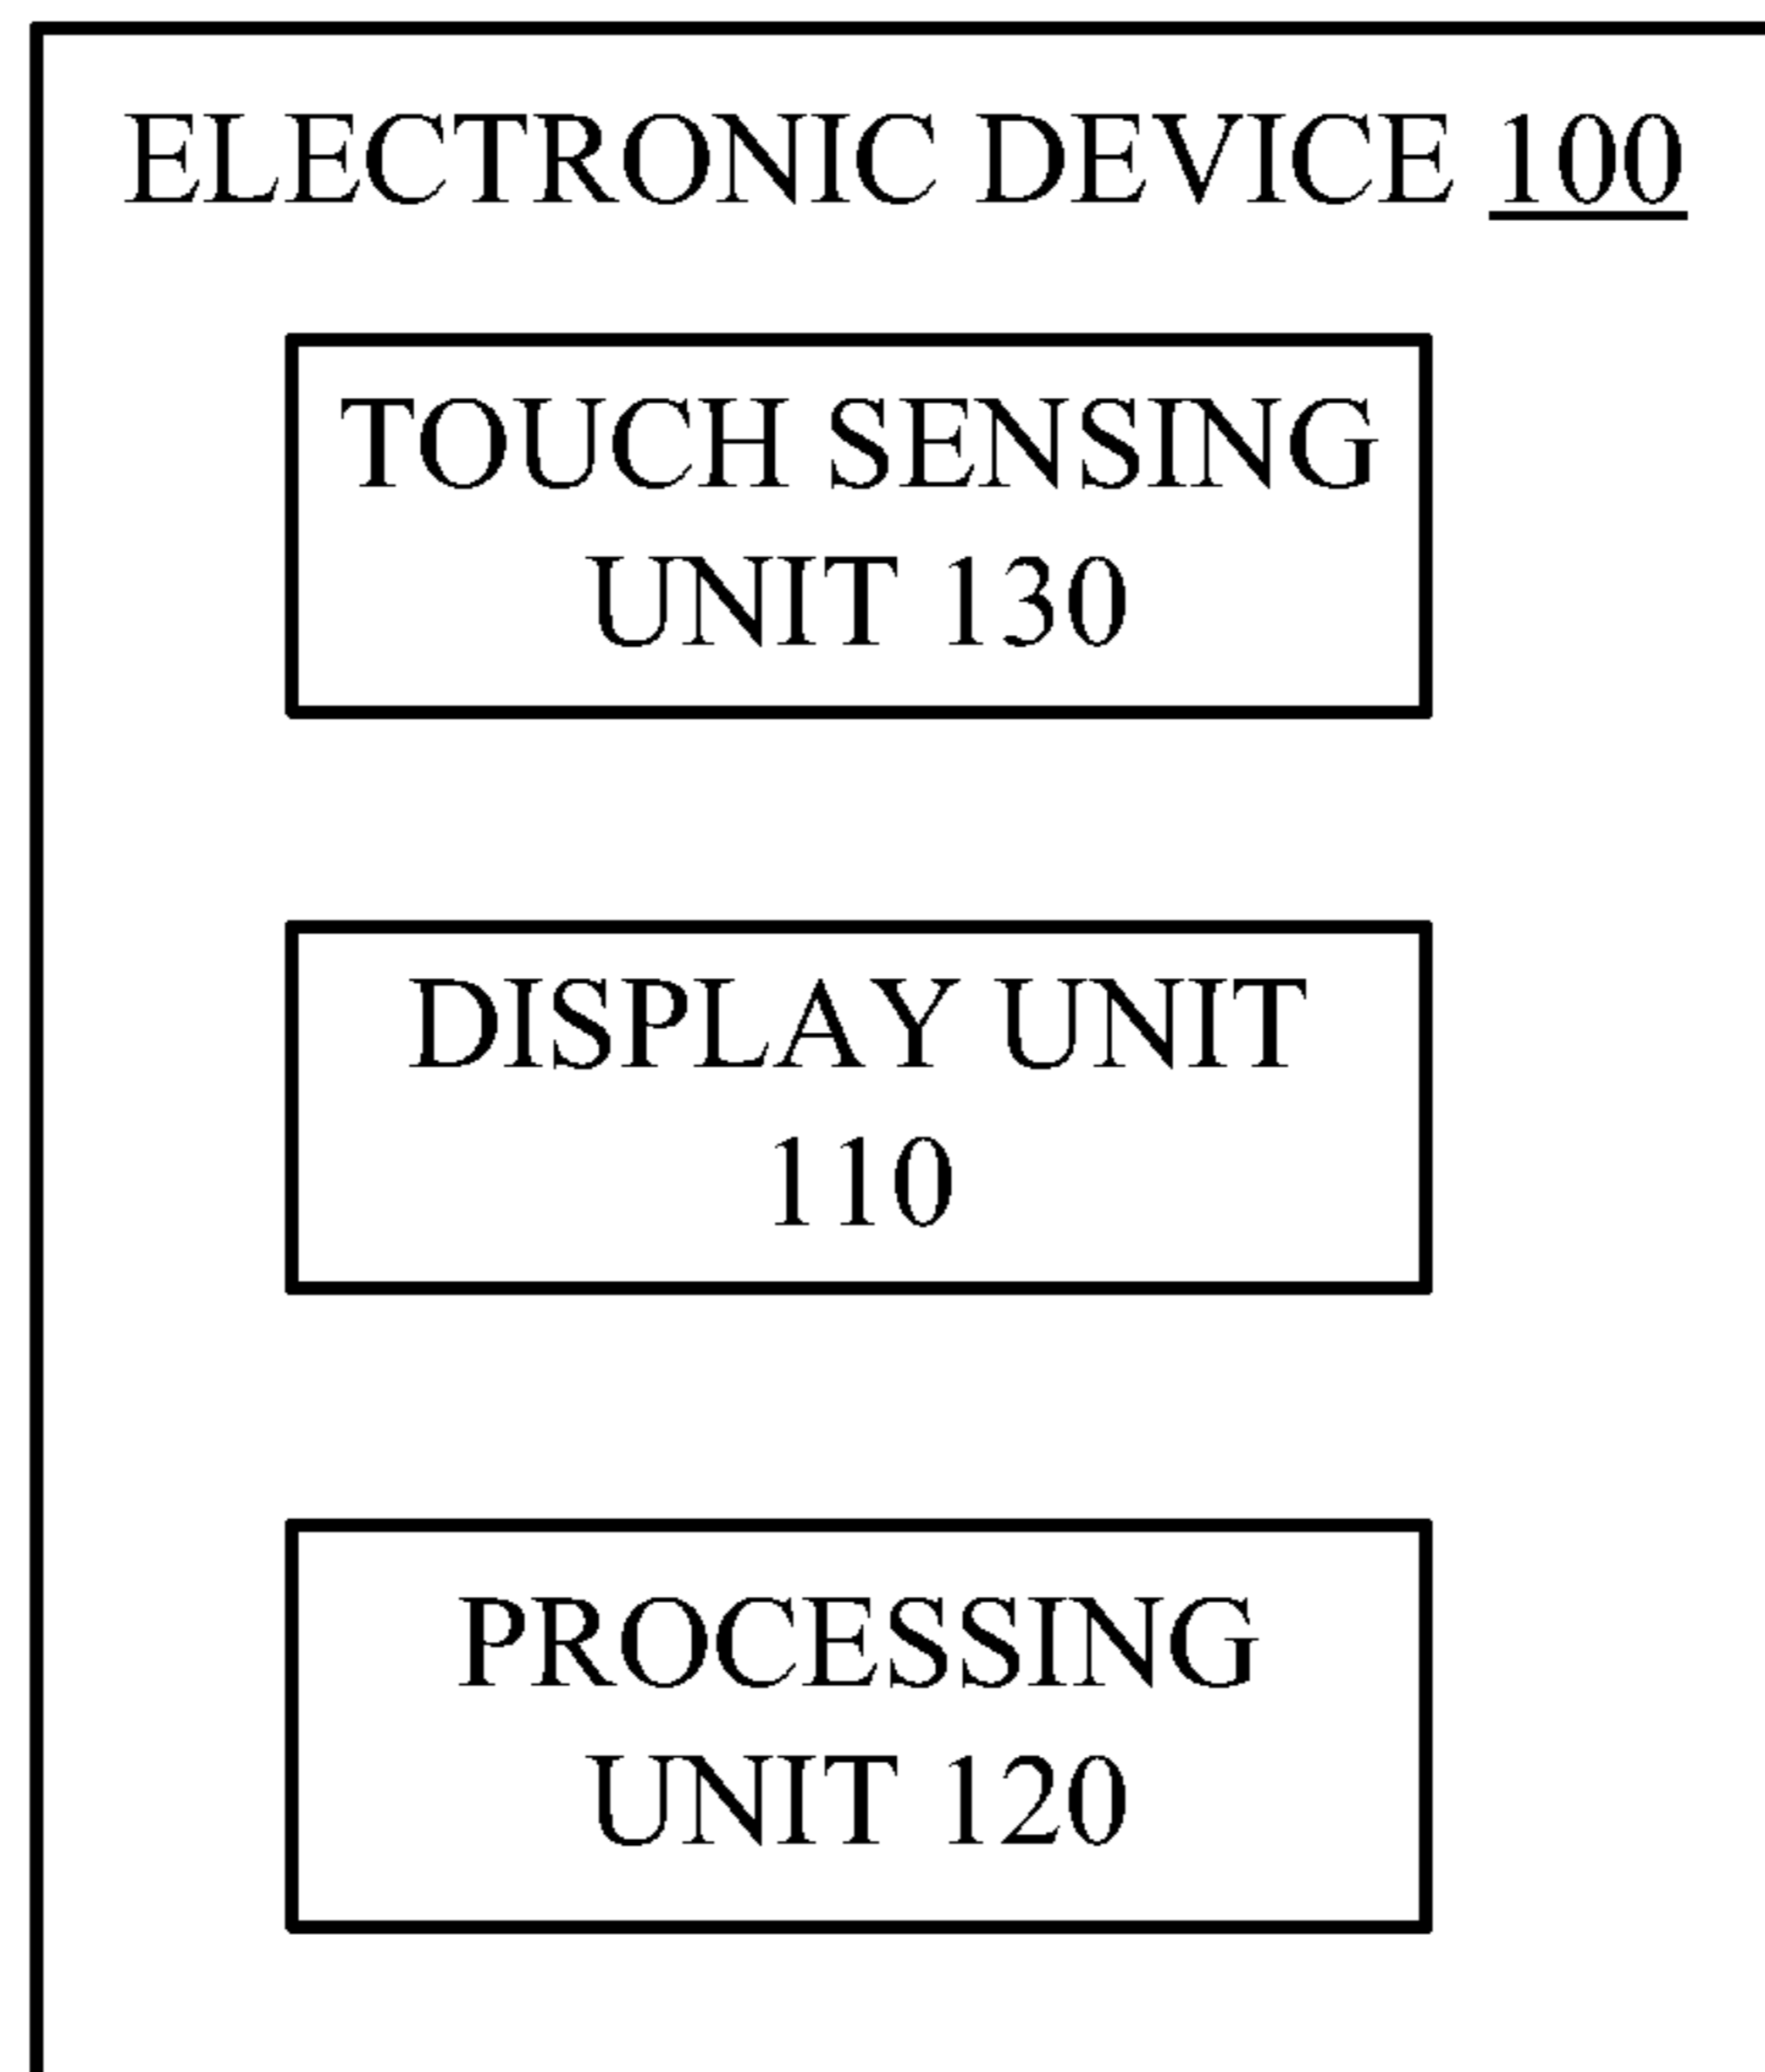 ELECTRONIC DEVICE 100
TOUCH SENSING
UNIT 130
DISPLAY UNIT
110
PROCESSING
UNIT 120